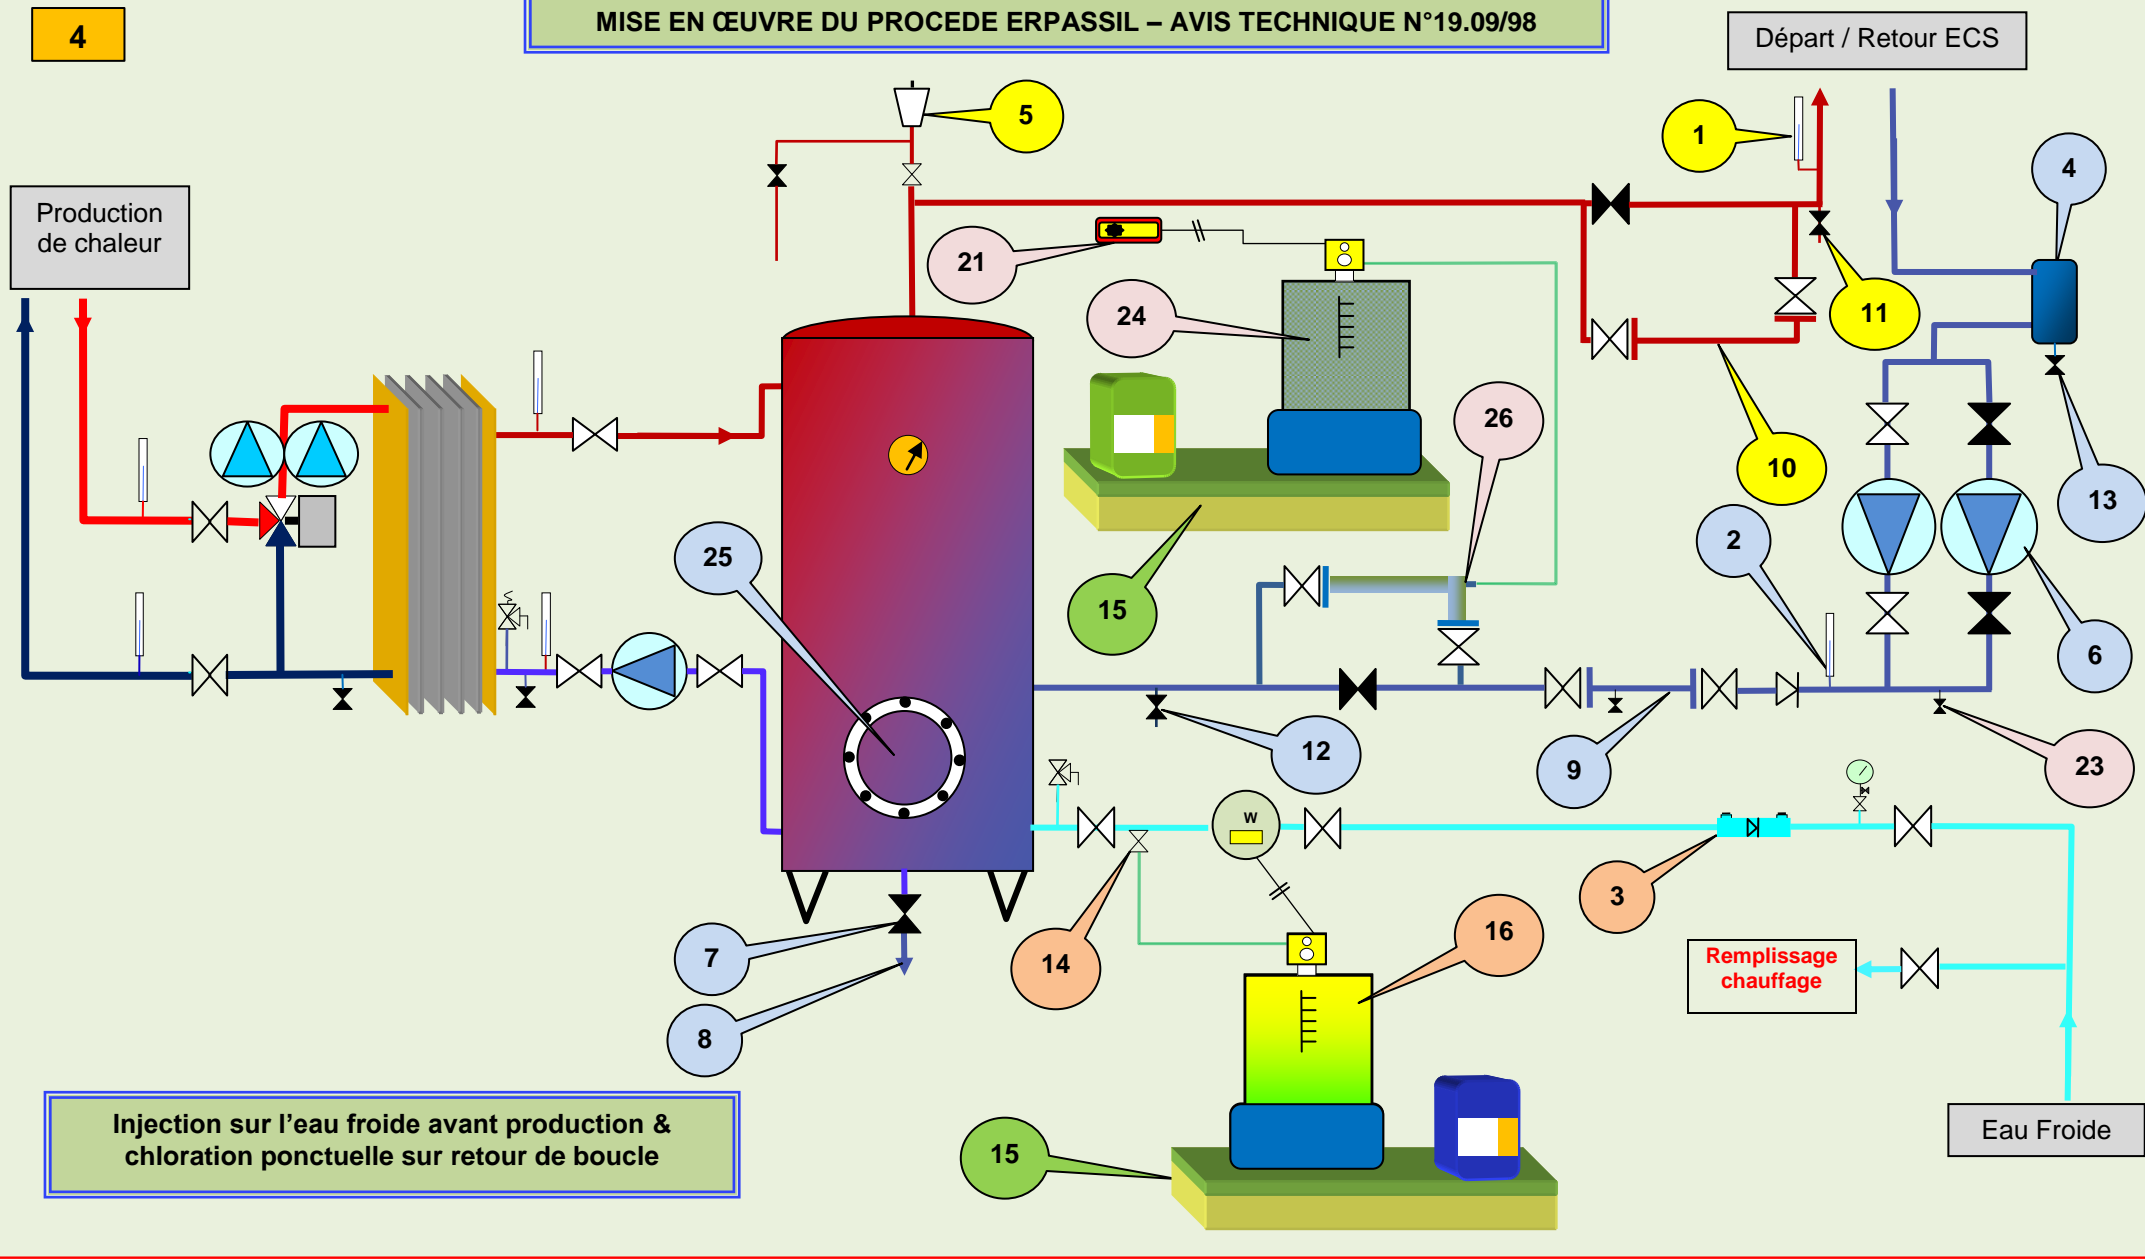 4
MISE EN ŒUVRE DU PROCEDE ERPASSIL – AVIS TECHNIQUE N°19.09/98
Départ / Retour ECS
5
1
4
Production
de chaleur
21
24
11
26
10
13
2
25
15
6
12
9
23
W
3
7
14
16
Remplissage
chauffage
8
Injection sur l'eau froide avant production &
chloration ponctuelle sur retour de boucle
15
Eau Froide